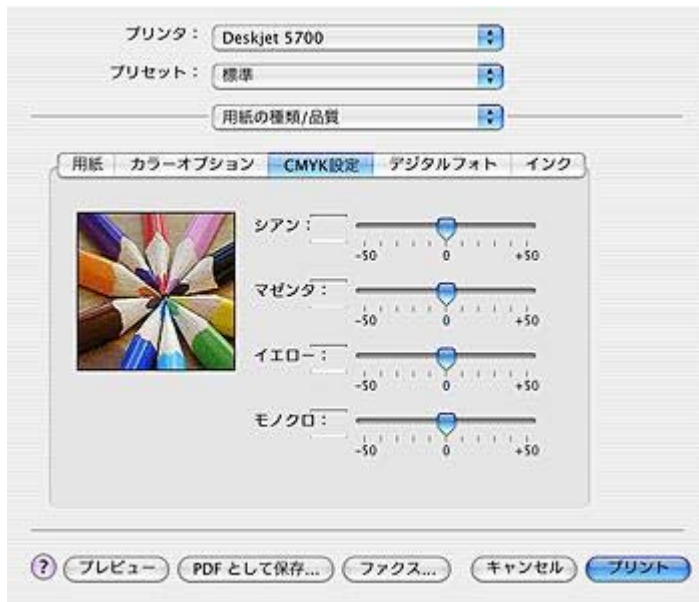 プリンタ： Deskjet 5700
プリセット： 標準
用紙の種類/品質
用紙 カラーオプション CMYK設定 デジタルフォト インク
シアン：
-50 0 +50
マゼンタ：
-50 0 +50
イエロー：
-50 0 +50
モノクロ：
-50 0 +50
? プレビュー PDF として保存... ファクス... キャンセル プリント